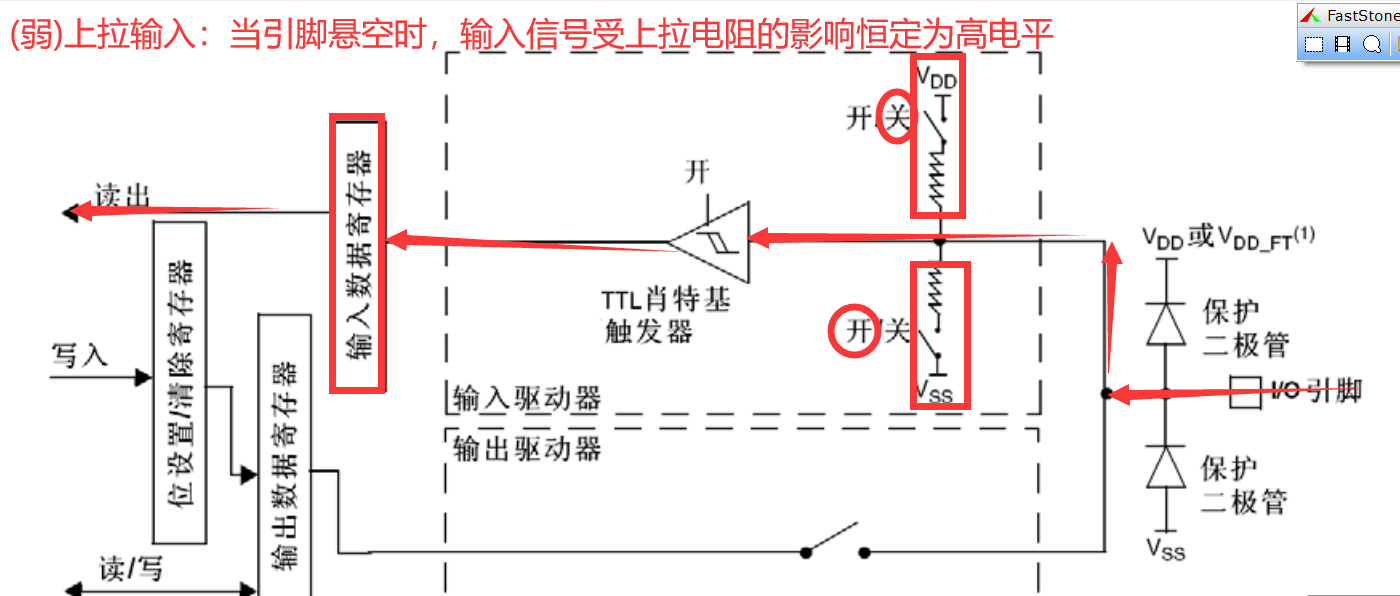 (弱)上拉输入：当引脚悬空时，输入信号受上拉电阻的影响恒定为高电平
FastStone
VDD
开/关
开
读出
输入数据寄存器
VDD或VDD_FT(1)
位设置/清除寄存器
TTL肖特基
触发器
开/关
保护
二极管
写入
输出数据寄存器
VSS
输入驱动器
I/O引脚
输出驱动器
保护
二极管
VSS
读/写